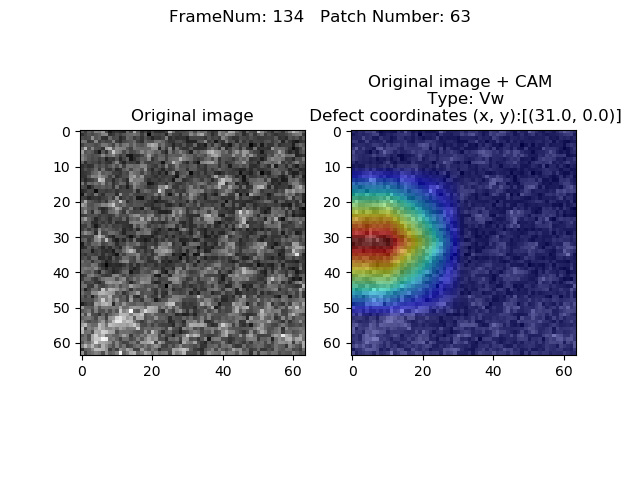 FrameNum: 134   Patch Number: 63
Original image
0
10
20
30
40
50
60
0 20 40 60
Original image + CAM
Type: Vw
Defect coordinates (x, y):[(31.0, 0.0)]
0
10
20
30
40
50
60
0 20 40 60